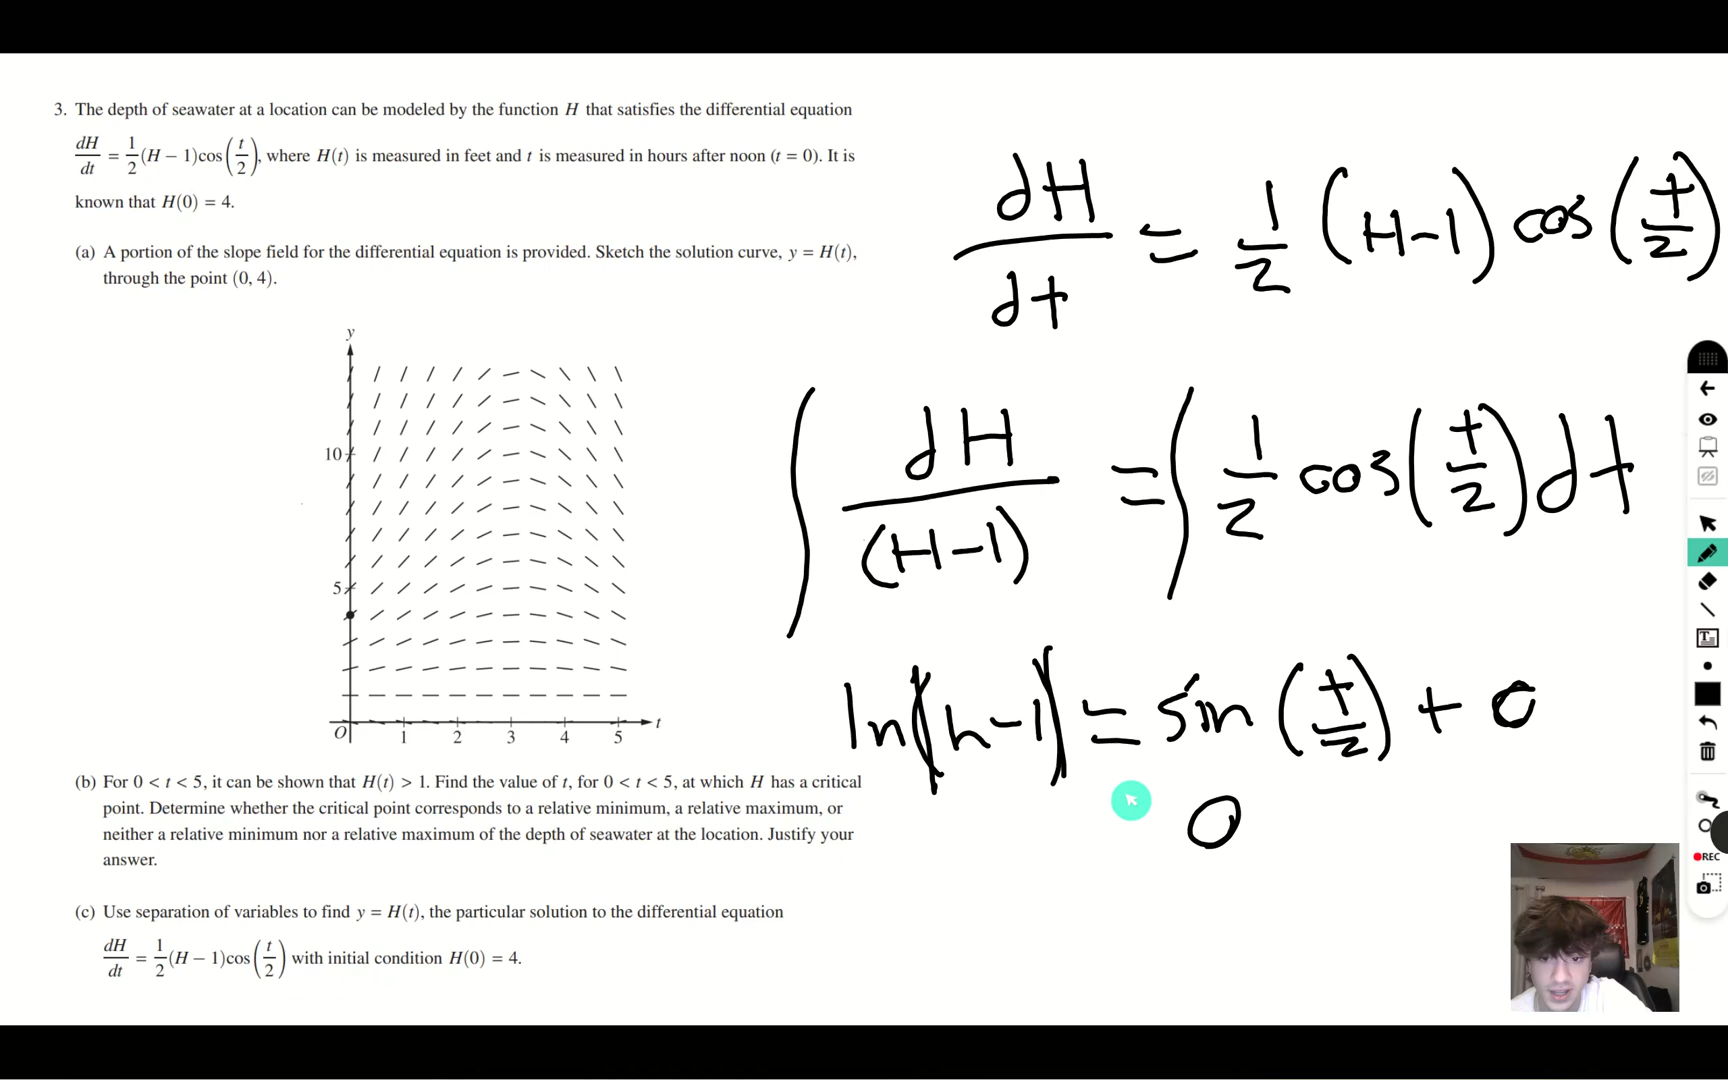 3. The depth of seawater at a location can be modeled by the function H that satisfies the differential equation
dH/dt = 1/2(H − 1)cos(t/2), where H(t) is measured in feet and t is measured in hours after noon (t = 0). It is
known that H(0) = 4.
(a) A portion of the slope field for the differential equation is provided. Sketch the solution curve, y = H(t),
through the point (0, 4).
y
10
5
O 1 2 3 4 5 t
(b) For 0 < t < 5, it can be shown that H(t) > 1. Find the value of t, for 0 < t < 5, at which H has a critical
point. Determine whether the critical point corresponds to a relative minimum, a relative maximum, or
neither a relative minimum nor a relative maximum of the depth of seawater at the location. Justify your
answer.
(c) Use separation of variables to find y = H(t), the particular solution to the differential equation
dH/dt = 1/2(H − 1)cos(t/2) with initial condition H(0) = 4.
dH/dt = 1/2 (H-1) cos(t/2)
∫ dH/(H-1) = ∫ 1/2 cos(t/2) dt
ln|h-1| = sin(t/2) + C
0
REC